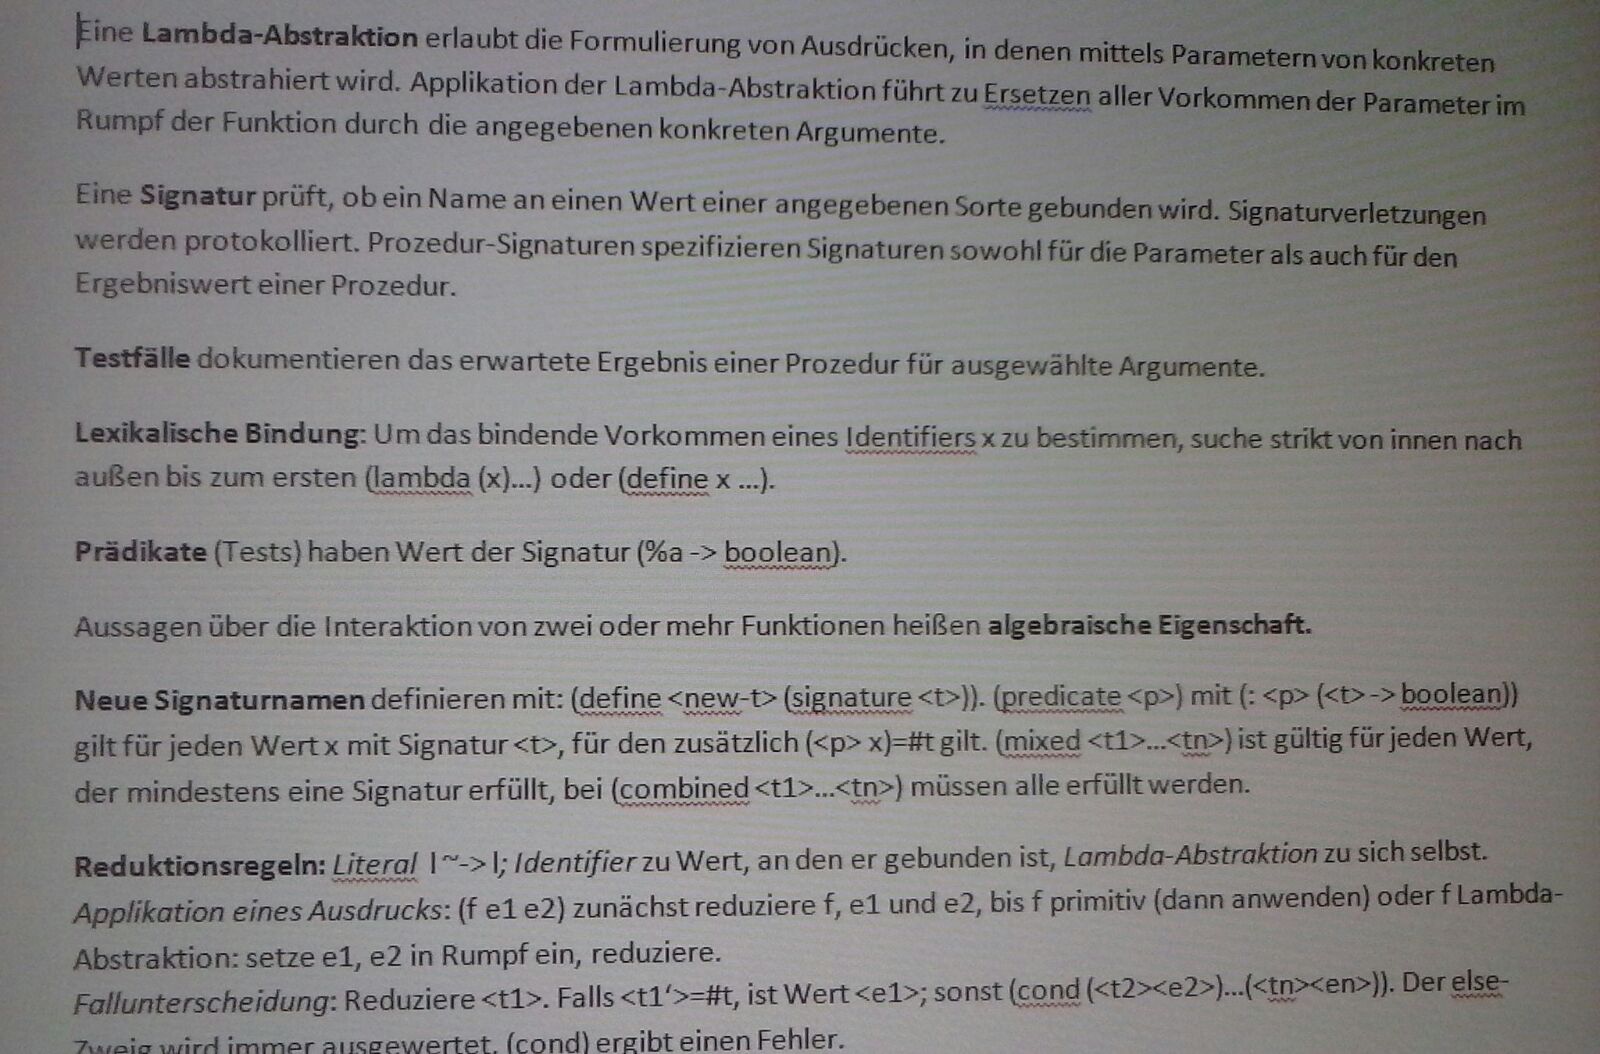 Eine Lambda-Abstraktion erlaubt die Formulierung von Ausdrücken, in denen mittels Parametern von konkreten
Werten abstrahiert wird. Applikation der Lambda-Abstraktion führt zu Ersetzen aller Vorkommen der Parameter im
Rumpf der Funktion durch die angegebenen konkreten Argumente.
Eine Signatur prüft, ob ein Name an einen Wert einer angegebenen Sorte gebunden wird. Signaturverletzungen
werden protokolliert. Prozedur-Signaturen spezifizieren Signaturen sowohl für die Parameter als auch für den
Ergebniswert einer Prozedur.
Testfälle dokumentieren das erwartete Ergebnis einer Prozedur für ausgewählte Argumente.
Lexikalische Bindung: Um das bindende Vorkommen eines Identifiers x zu bestimmen, suche strikt von innen nach
außen bis zum ersten (lambda (x)...) oder (define x ...).
Prädikate (Tests) haben Wert der Signatur (%a -> boolean).
Aussagen über die Interaktion von zwei oder mehr Funktionen heißen algebraische Eigenschaft.
Neue Signaturnamen definieren mit: (define <new-t> (signature <t>)). (predicate <p>) mit (: <p> (<t> -> boolean))
gilt für jeden Wert x mit Signatur <t>, für den zusätzlich (<p> x)=#t gilt. (mixed <t1>...<tn>) ist gültig für jeden Wert,
der mindestens eine Signatur erfüllt, bei (combined <t1>...<tn>) müssen alle erfüllt werden.
Reduktionsregeln: Literal l ~-> l; Identifier zu Wert, an den er gebunden ist, Lambda-Abstraktion zu sich selbst.
Applikation eines Ausdrucks: (f e1 e2) zunächst reduziere f, e1 und e2, bis f primitiv (dann anwenden) oder f Lambda-
Abstraktion: setze e1, e2 in Rumpf ein, reduziere.
Fallunterscheidung: Reduziere <t1>. Falls <t1‘>=#t, ist Wert <e1>; sonst (cond (<t2><e2>)...(<tn><en>)). Der else-
Zweig wird immer ausgewertet. (cond) ergibt einen Fehler.